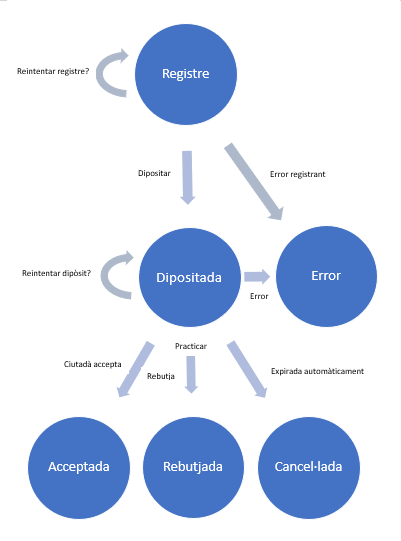 Registre
Reintentar registre?
Dipositar
Error registrant
Reintentar dipòsit?
Dipositada
Error
Error
Practicar
Ciutadà accepta
Rebutja
Expirada automàticament
Acceptada
Rebutjada
Cancel·lada